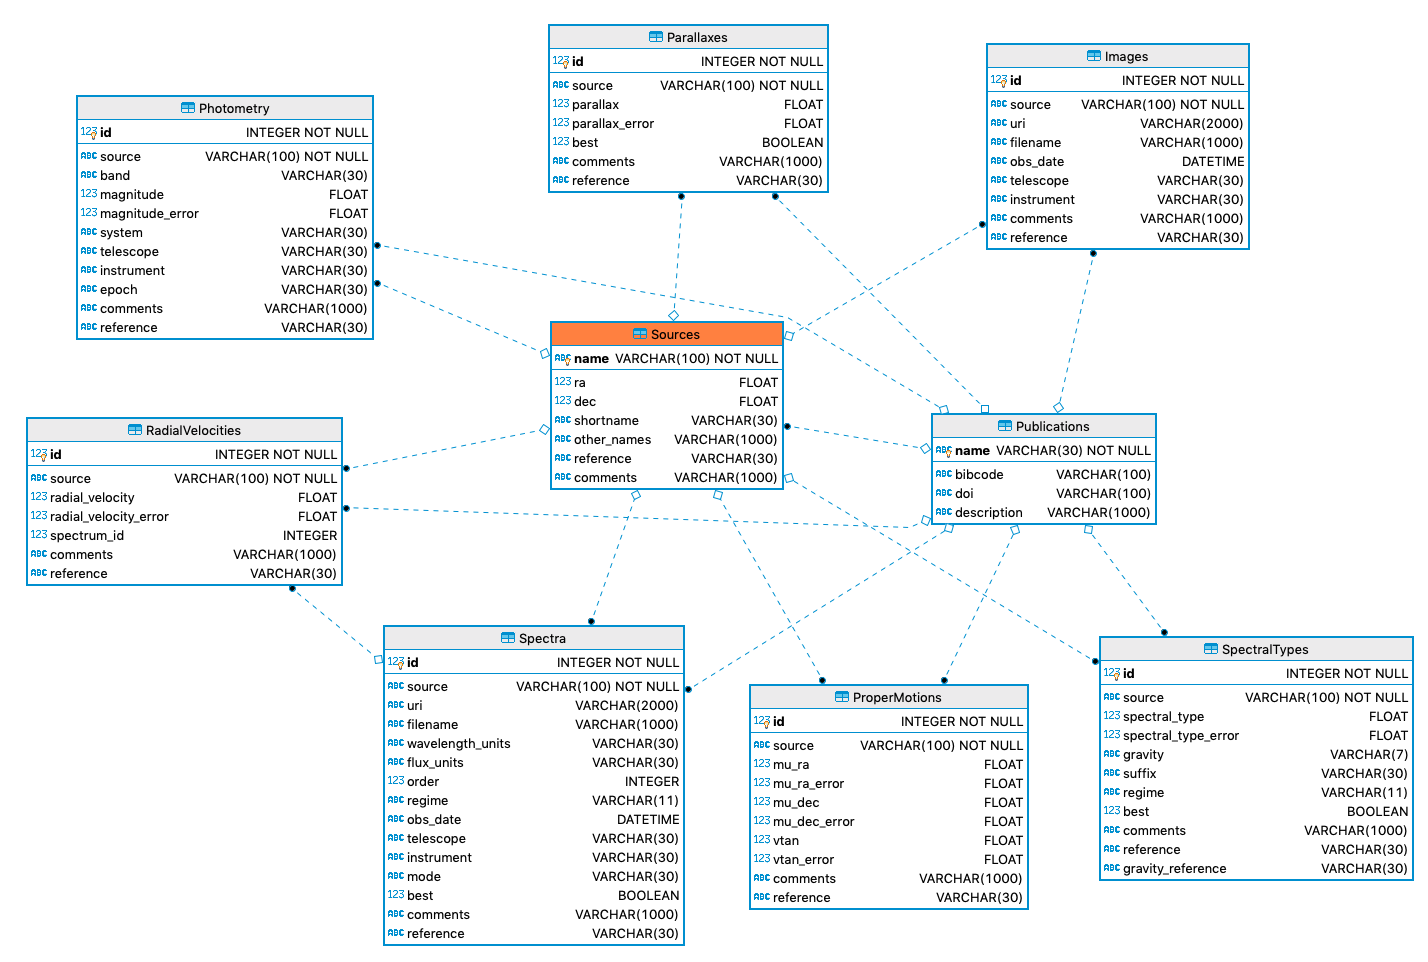 Parallaxes
123 id INTEGER NOT NULL
ABC source VARCHAR(100) NOT NULL
123 parallax FLOAT
123 parallax_error FLOAT
123 best BOOLEAN
ABC comments VARCHAR(1000)
ABC reference VARCHAR(30)
Images
123 id INTEGER NOT NULL
ABC source VARCHAR(100) NOT NULL
ABC uri VARCHAR(2000)
ABC filename VARCHAR(1000)
ABC obs_date DATETIME
ABC telescope VARCHAR(30)
ABC instrument VARCHAR(30)
ABC comments VARCHAR(1000)
ABC reference VARCHAR(30)
Photometry
123 id INTEGER NOT NULL
ABC source VARCHAR(100) NOT NULL
ABC band VARCHAR(30)
123 magnitude FLOAT
123 magnitude_error FLOAT
ABC system VARCHAR(30)
ABC telescope VARCHAR(30)
ABC instrument VARCHAR(30)
ABC epoch VARCHAR(30)
ABC comments VARCHAR(1000)
ABC reference VARCHAR(30)
Sources
ABC name VARCHAR(100) NOT NULL
123 ra FLOAT
123 dec FLOAT
ABC shortname VARCHAR(30)
ABC other_names VARCHAR(1000)
ABC reference VARCHAR(30)
ABC comments VARCHAR(1000)
Publications
ABC name VARCHAR(30) NOT NULL
ABC bibcode VARCHAR(100)
ABC doi VARCHAR(100)
ABC description VARCHAR(1000)
RadialVelocities
123 id INTEGER NOT NULL
ABC source VARCHAR(100) NOT NULL
123 radial_velocity FLOAT
123 radial_velocity_error FLOAT
123 spectrum_id INTEGER
ABC comments VARCHAR(1000)
ABC reference VARCHAR(30)
Spectra
123 id INTEGER NOT NULL
ABC source VARCHAR(100) NOT NULL
ABC uri VARCHAR(2000)
ABC filename VARCHAR(1000)
ABC wavelength_units VARCHAR(30)
ABC flux_units VARCHAR(30)
123 order INTEGER
ABC regime VARCHAR(11)
ABC obs_date DATETIME
ABC telescope VARCHAR(30)
ABC instrument VARCHAR(30)
ABC mode VARCHAR(30)
123 best BOOLEAN
ABC comments VARCHAR(1000)
ABC reference VARCHAR(30)
ProperMotions
123 id INTEGER NOT NULL
ABC source VARCHAR(100) NOT NULL
123 mu_ra FLOAT
123 mu_ra_error FLOAT
123 mu_dec FLOAT
123 mu_dec_error FLOAT
123 vtan FLOAT
123 vtan_error FLOAT
ABC comments VARCHAR(1000)
ABC reference VARCHAR(30)
SpectralTypes
123 id INTEGER NOT NULL
ABC source VARCHAR(100) NOT NULL
123 spectral_type FLOAT
123 spectral_type_error FLOAT
ABC gravity VARCHAR(7)
ABC suffix VARCHAR(30)
ABC regime VARCHAR(11)
123 best BOOLEAN
ABC comments VARCHAR(1000)
ABC reference VARCHAR(30)
ABC gravity_reference VARCHAR(30)